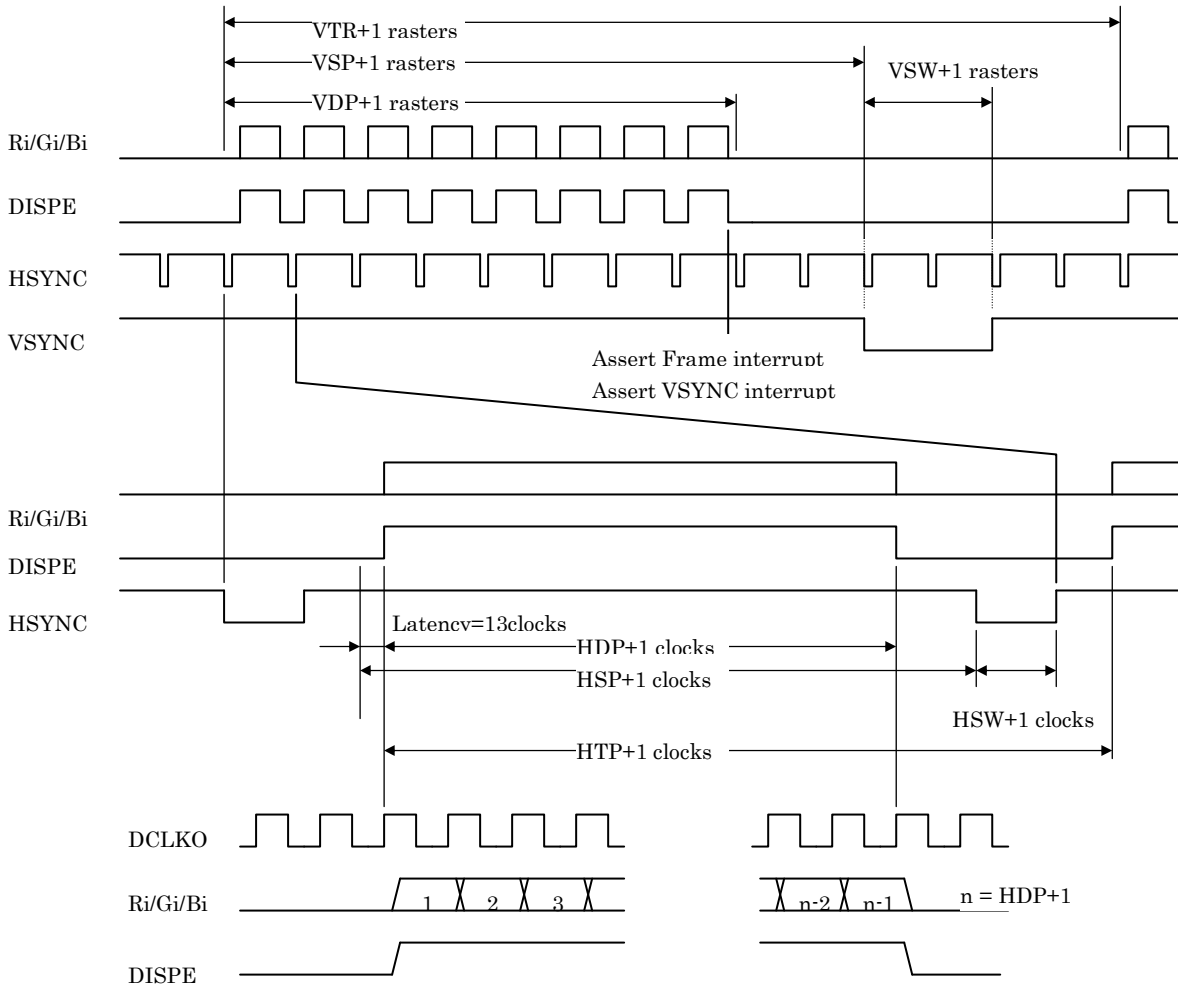 VTR+1 rasters
VSP+1 rasters
VSW+1 rasters
VDP+1 rasters
Ri/Gi/Bi
DISPE
HSYNC
VSYNC
Assert Frame interrupt
Assert VSYNC interrupt
Ri/Gi/Bi
DISPE
HSYNC
Latency=13clocks
HDP+1 clocks
HSP+1 clocks
HSW+1 clocks
HTP+1 clocks
DCLKO
Ri/Gi/Bi
1 2 3 n-2 n-1 n = HDP+1
DISPE